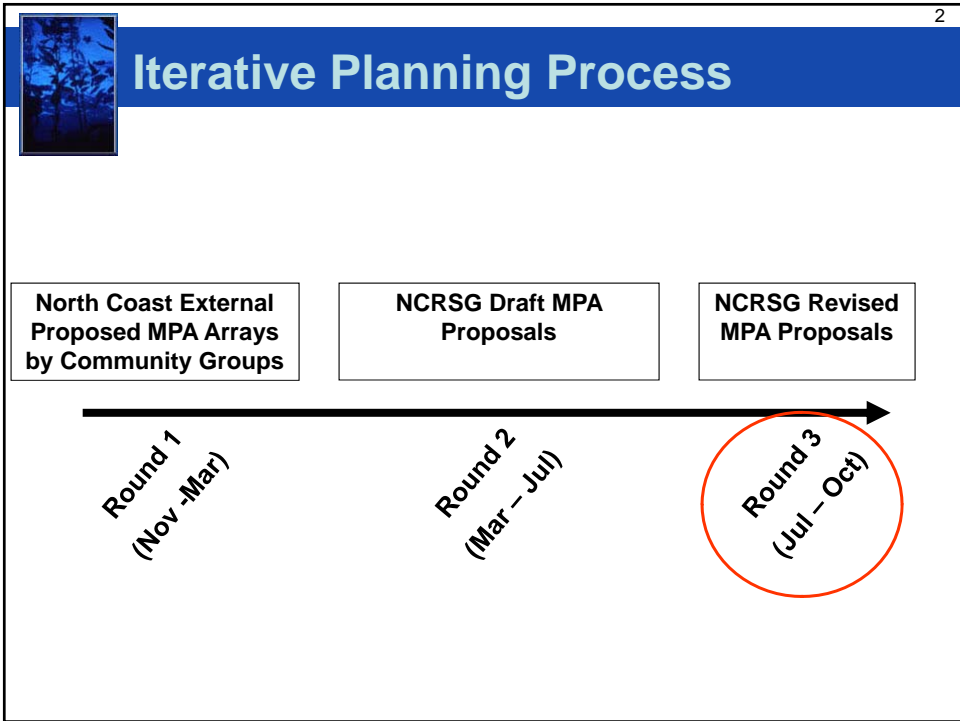 2
Iterative Planning Process
North Coast External
Proposed MPA Arrays
by Community Groups
NCRSG Draft MPA
Proposals
NCRSG Revised
MPA Proposals
Round 1
(Nov -Mar)
Round 2
(Mar – Jul)
Round 3
(Jul – Oct)